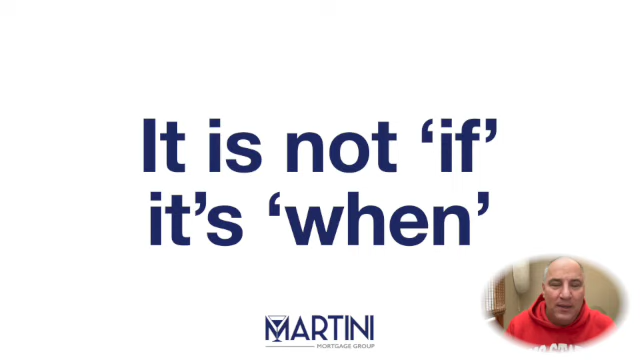 It is not ‘if’
it’s ‘when’
MARTINI
MORTGAGE GROUP